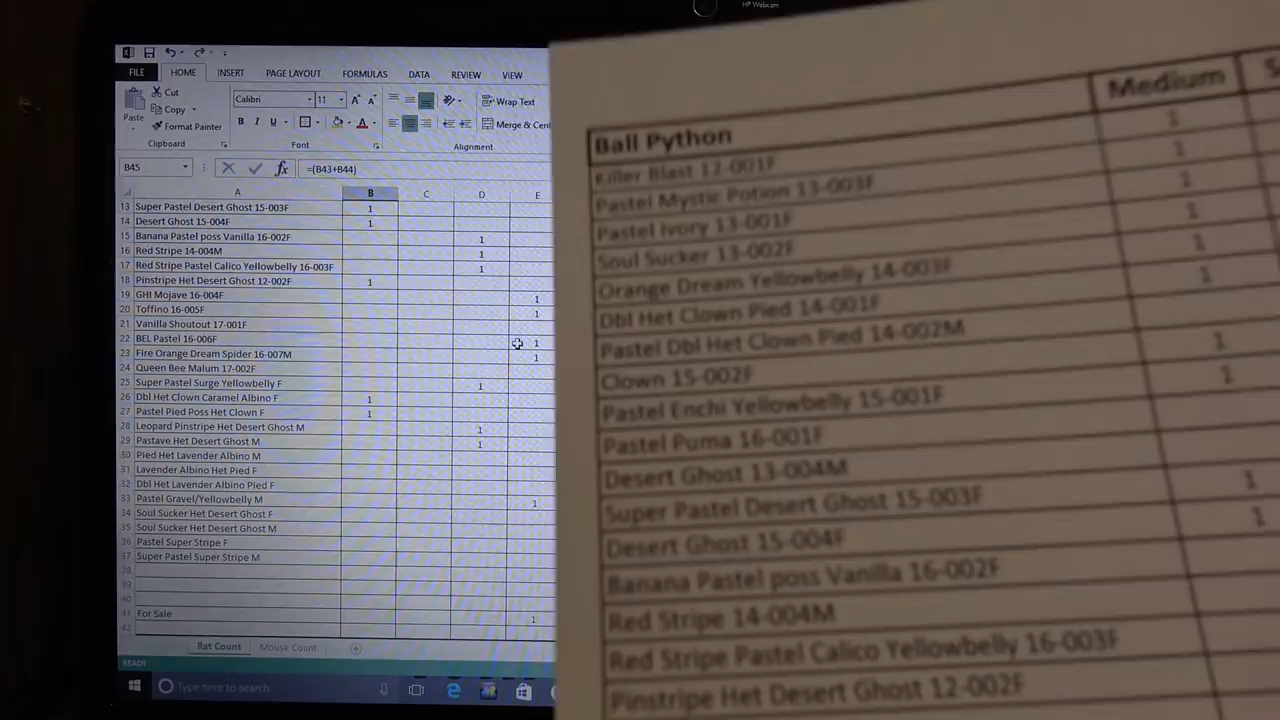 HP Webcam
FILE HOME INSERT PAGE LAYOUT FORMULAS DATA REVIEW VIEW
Cut
Copy
Format Painter
Paste
Calibri 11
B I U
Wrap Text
Merge & Cent
Clipboard Font Alignment
B45 =(B43+B44)
A B C D E
13 Super Pastel Desert Ghost 15-003F 1
14 Desert Ghost 15-004F 1
15 Banana Pastel poss Vanilla 16-002F 1
16 Red Stripe 14-004M 1
17 Red Stripe Pastel Calico Yellowbelly 16-003F 1
18 Pinstripe Het Desert Ghost 12-002F 1
19 GHI Mojave 16-004F 1
20 Toffino 16-005F 1
21 Vanilla Shoutout 17-001F
22 BEL Pastel 16-006F 1
23 Fire Orange Dream Spider 16-007M 1
24 Queen Bee Malum 17-002F
25 Super Pastel Surge Yellowbelly F 1
26 Dbl Het Clown Caramel Albino F 1
27 Pastel Pied Poss Het Clown F 1
28 Leopard Pinstripe Het Desert Ghost M 1
29 Pastave Het Desert Ghost M 1
30 Pied Het Lavender Albino M
31 Lavender Albino Het Pied F
32 Dbl Het Lavender Albino Pied F
33 Pastel Gravel/Yellowbelly M 1
34 Soul Sucker Het Desert Ghost F
35 Soul Sucker Het Desert Ghost M
36 Pastel Super Stripe F
37 Super Pastel Super Stripe M
38
39
40
41 For Sale 1
42
Rat Count Mouse Count
READY
Type here to search
Medium
Ball Python 1
Killer Blast 12-001F 1
Pastel Mystic Potion 13-003F 1
Pastel Ivory 13-001F 1
Soul Sucker 13-002F 1
Orange Dream Yellowbelly 14-003F 1
Dbl Het Clown Pied 14-001F
Pastel Dbl Het Clown Pied 14-002M 1
Clown 15-002F 1
Pastel Enchi Yellowbelly 15-001F
Pastel Puma 16-001F
Desert Ghost 13-004M 1
Super Pastel Desert Ghost 15-003F 1
Desert Ghost 15-004F
Banana Pastel poss Vanilla 16-002F
Red Stripe 14-004M
Red Stripe Pastel Calico Yellowbelly 16-003F
Pinstripe Het Desert Ghost 12-002F